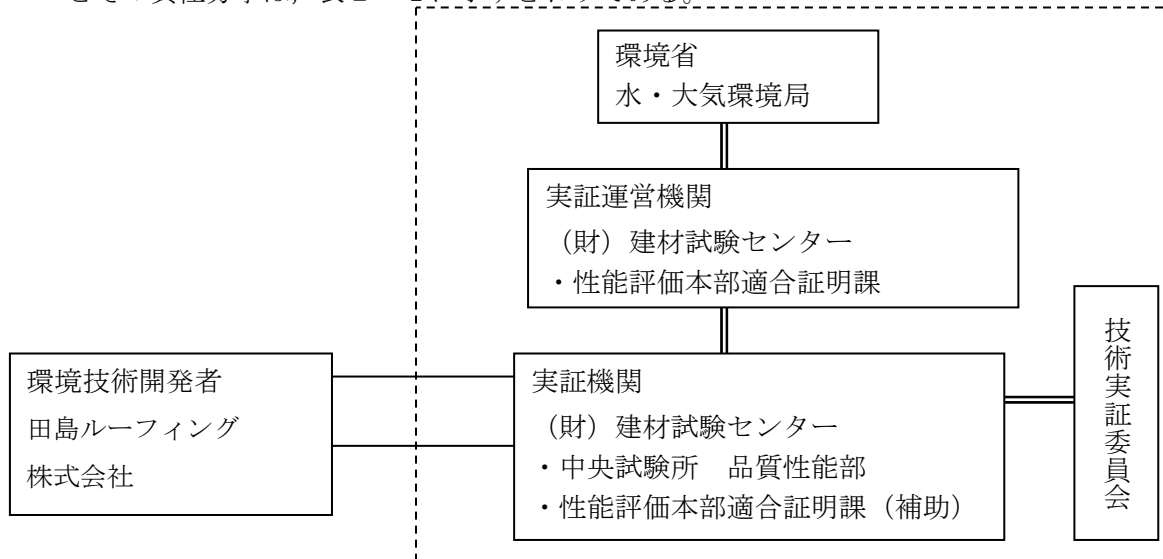 環境省
水・大気環境局
実証運営機関
（財）建材試験センター
・性能評価本部適合証明課
技術実証委員会
環境技術開発者
田島ルーフィング
株式会社
実証機関
（財）建材試験センター
・中央試験所　品質性能部
・性能評価本部適合証明課（補助）